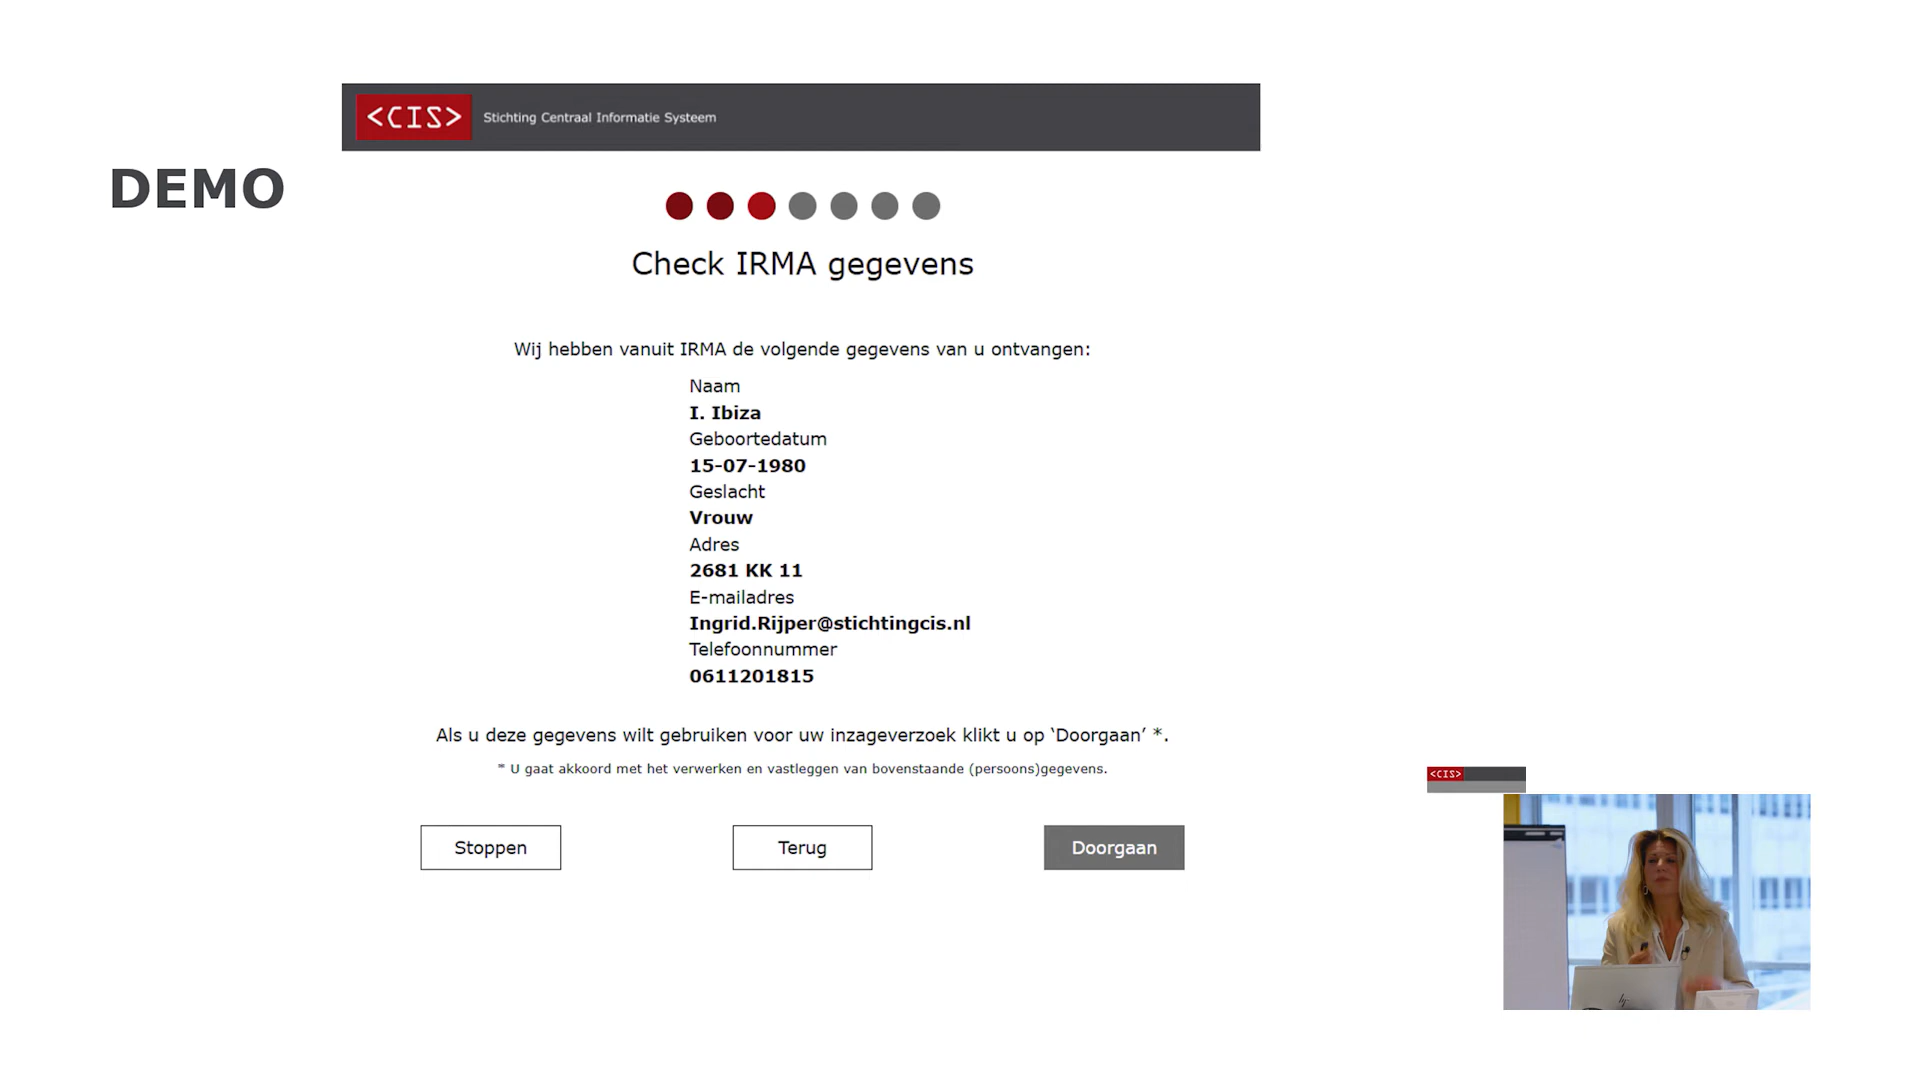 <CIS> Stichting Centraal Informatie Systeem
DEMO
Check IRMA gegevens
Wij hebben vanuit IRMA de volgende gegevens van u ontvangen:
Naam
I. Ibiza
Geboortedatum
15-07-1980
Geslacht
Vrouw
Adres
2681 KK 11
E-mailadres
Ingrid.Rijper@stichtingcis.nl
Telefoonnummer
0611201815
Als u deze gegevens wilt gebruiken voor uw inzageverzoek klikt u op ‘Doorgaan’ *.
* U gaat akkoord met het verwerken en vastleggen van bovenstaande (persoons)gegevens.
Stoppen Terug Doorgaan
<CIS>
hp